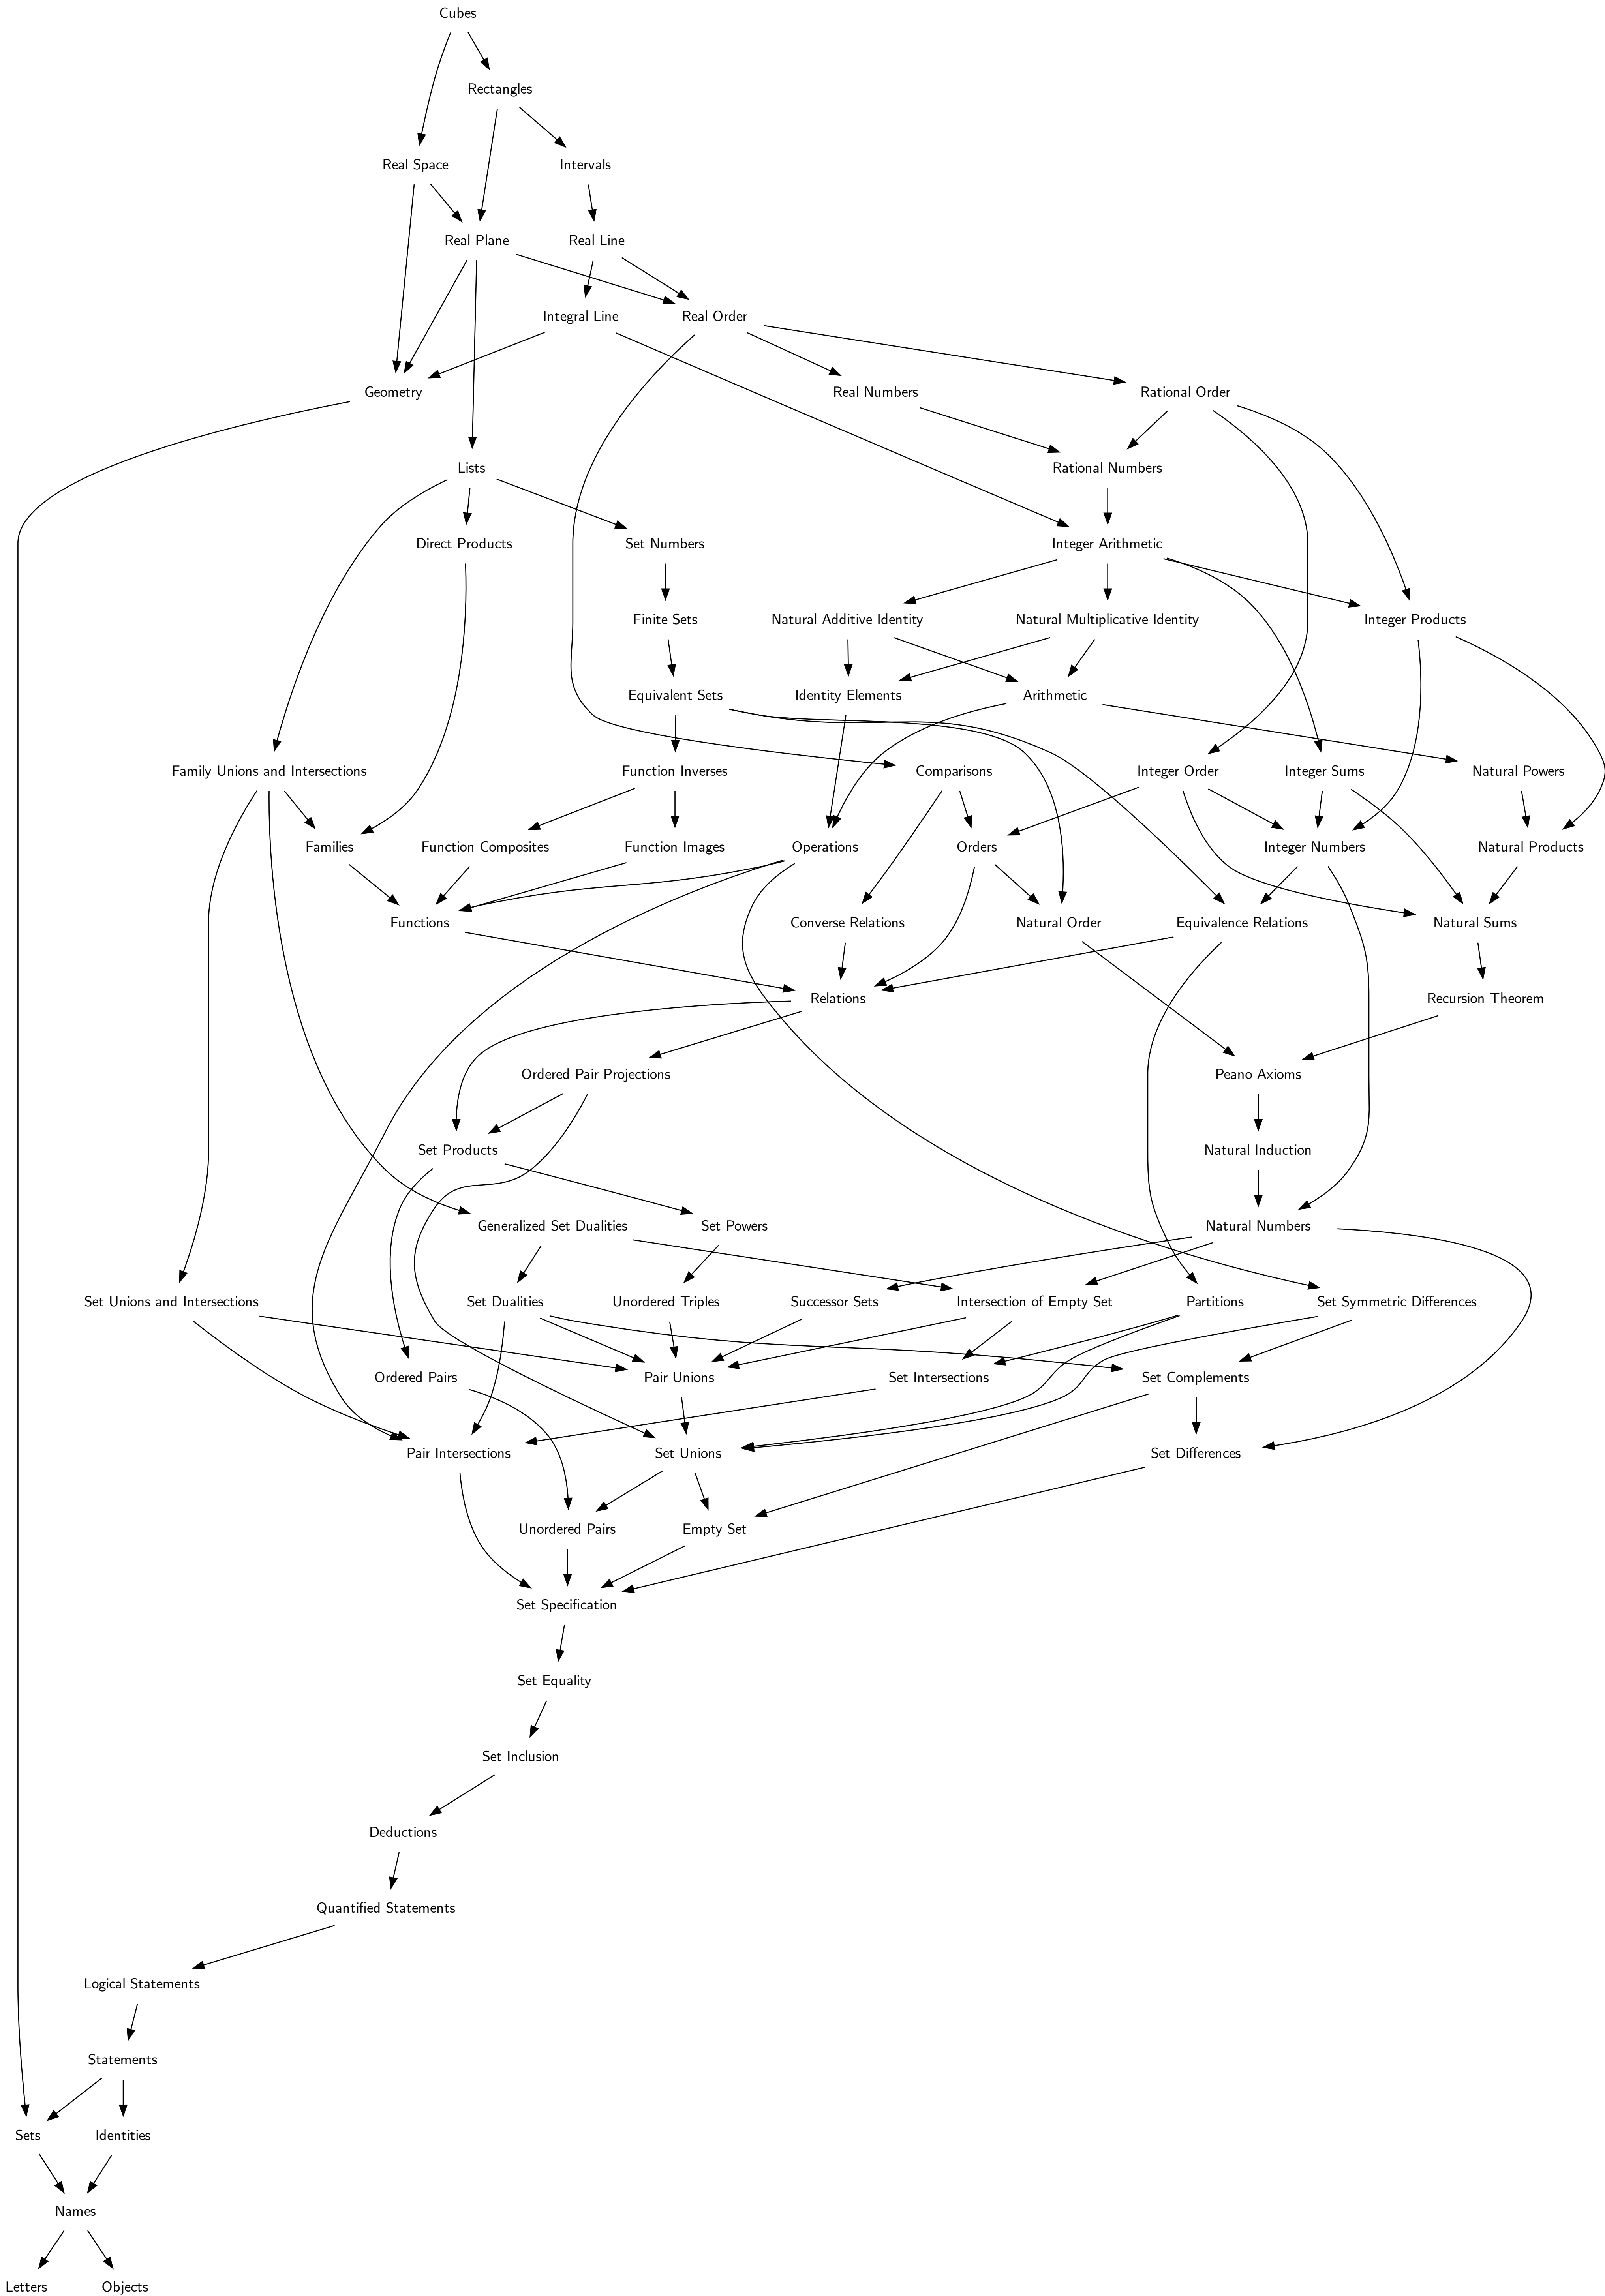 Cubes
Rectangles
Real Space
Intervals
Real Plane
Real Line
Integral Line
Real Order
Geometry
Real Numbers
Rational Order
Lists
Rational Numbers
Direct Products
Set Numbers
Integer Arithmetic
Finite Sets
Natural Additive Identity
Natural Multiplicative Identity
Integer Products
Equivalent Sets
Identity Elements
Arithmetic
Family Unions and Intersections
Function Inverses
Comparisons
Integer Order
Integer Sums
Natural Powers
Families
Function Composites
Function Images
Operations
Orders
Integer Numbers
Natural Products
Functions
Converse Relations
Natural Order
Equivalence Relations
Natural Sums
Relations
Recursion Theorem
Ordered Pair Projections
Peano Axioms
Set Products
Natural Induction
Generalized Set Dualities
Set Powers
Natural Numbers
Set Unions and Intersections
Set Dualities
Unordered Triples
Successor Sets
Intersection of Empty Set
Partitions
Set Symmetric Differences
Ordered Pairs
Pair Unions
Set Intersections
Set Complements
Pair Intersections
Set Unions
Set Differences
Unordered Pairs
Empty Set
Set Specification
Set Equality
Set Inclusion
Deductions
Quantified Statements
Logical Statements
Statements
Sets
Identities
Names
Letters
Objects